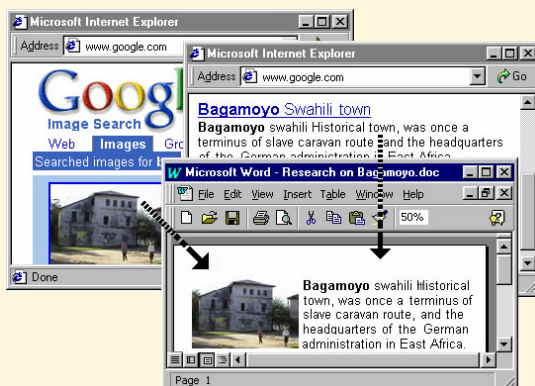 Microsoft Internet Explorer
Address www.google.com
Googl
Image Search
Web Images Gro
Searched images for
Done
Microsoft Internet Explorer
Address www.google.com Go
Bagamoyo Swahili town
Bagamoyo swahili Historical town, was once a
terminus of slave caravan route and the headquarters
of the German administration in East Africa
Microsoft Word - Research on Bagamoyo.doc
File Edit View Insert Table Window Help
50%
Bagamoyo swahili Historical
town, was once a terminus of
slave caravan route, and the
headquarters of the German
administration in East Africa.
Page 1